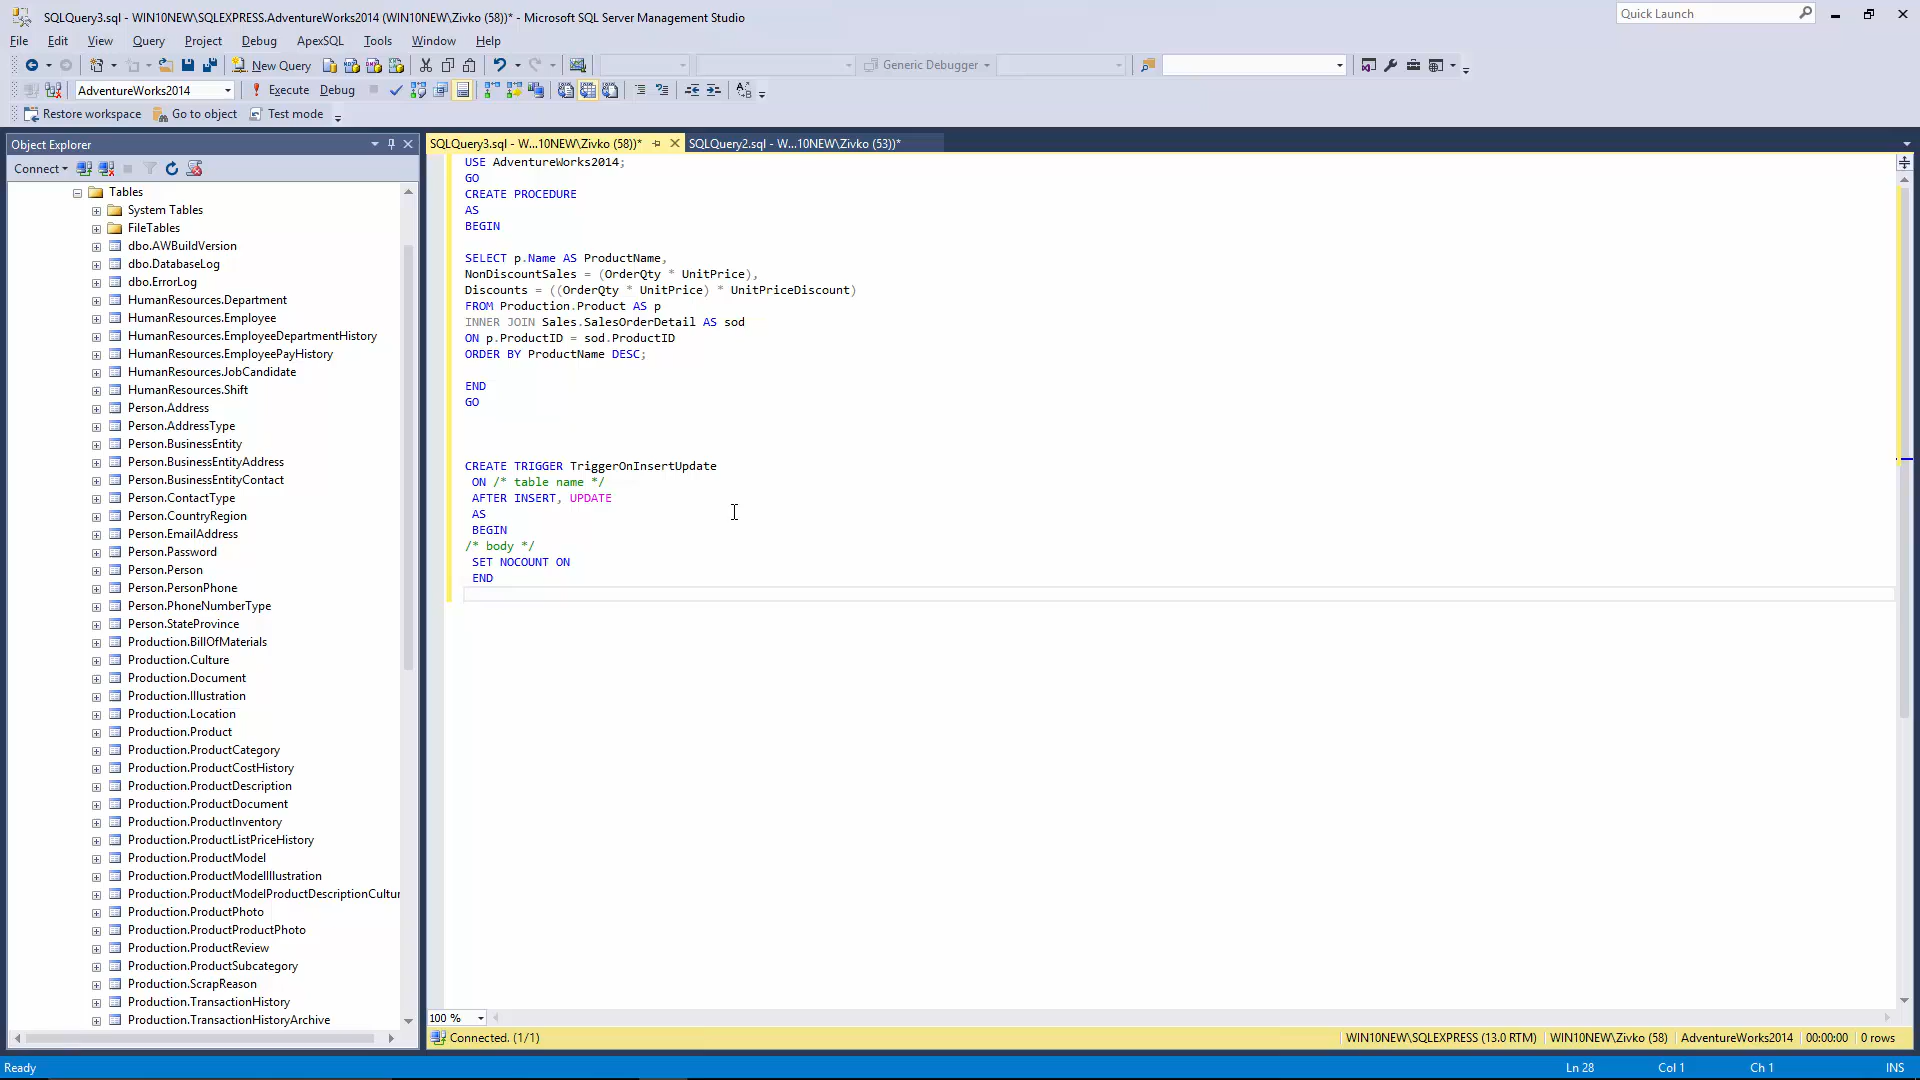 SQLQuery3.sql - WIN10NEW\SQLEXPRESS.AdventureWorks2014 (WIN10NEW\Zivko (58))* - Microsoft SQL Server Management Studio
Quick Launch
File Edit View Query Project Debug ApexSQL Tools Window Help
New Query
Generic Debugger
AdventureWorks2014
Execute Debug
Restore workspace Go to object Test mode
Object Explorer
Connect
Tables
System Tables
FileTables
dbo.AWBuildVersion
dbo.DatabaseLog
dbo.ErrorLog
HumanResources.Department
HumanResources.Employee
HumanResources.EmployeeDepartmentHistory
HumanResources.EmployeePayHistory
HumanResources.JobCandidate
HumanResources.Shift
Person.Address
Person.AddressType
Person.BusinessEntity
Person.BusinessEntityAddress
Person.BusinessEntityContact
Person.ContactType
Person.CountryRegion
Person.EmailAddress
Person.Password
Person.Person
Person.PersonPhone
Person.PhoneNumberType
Person.StateProvince
Production.BillOfMaterials
Production.Culture
Production.Document
Production.Illustration
Production.Location
Production.Product
Production.ProductCategory
Production.ProductCostHistory
Production.ProductDescription
Production.ProductDocument
Production.ProductInventory
Production.ProductListPriceHistory
Production.ProductModel
Production.ProductModelIllustration
Production.ProductModelProductDescriptionCultur
Production.ProductPhoto
Production.ProductProductPhoto
Production.ProductReview
Production.ProductSubcategory
Production.ScrapReason
Production.TransactionHistory
Production.TransactionHistoryArchive
SQLQuery3.sql - W...10NEW\Zivko (58))*
SQLQuery2.sql - W...10NEW\Zivko (53))*
USE AdventureWorks2014;
GO
CREATE PROCEDURE
AS
BEGIN
SELECT p.Name AS ProductName,
NonDiscountSales = (OrderQty * UnitPrice),
Discounts = ((OrderQty * UnitPrice) * UnitPriceDiscount)
FROM Production.Product AS p
INNER JOIN Sales.SalesOrderDetail AS sod
ON p.ProductID = sod.ProductID
ORDER BY ProductName DESC;
END
GO
CREATE TRIGGER TriggerOnInsertUpdate
ON /* table name */
AFTER INSERT, UPDATE
AS
BEGIN
/* body */
SET NOCOUNT ON
END
100 %
Connected. (1/1)
WIN10NEW\SQLEXPRESS (13.0 RTM) WIN10NEW\Zivko (58) AdventureWorks2014 00:00:00 0 rows
Ready
Ln 28 Col 1 Ch 1 INS